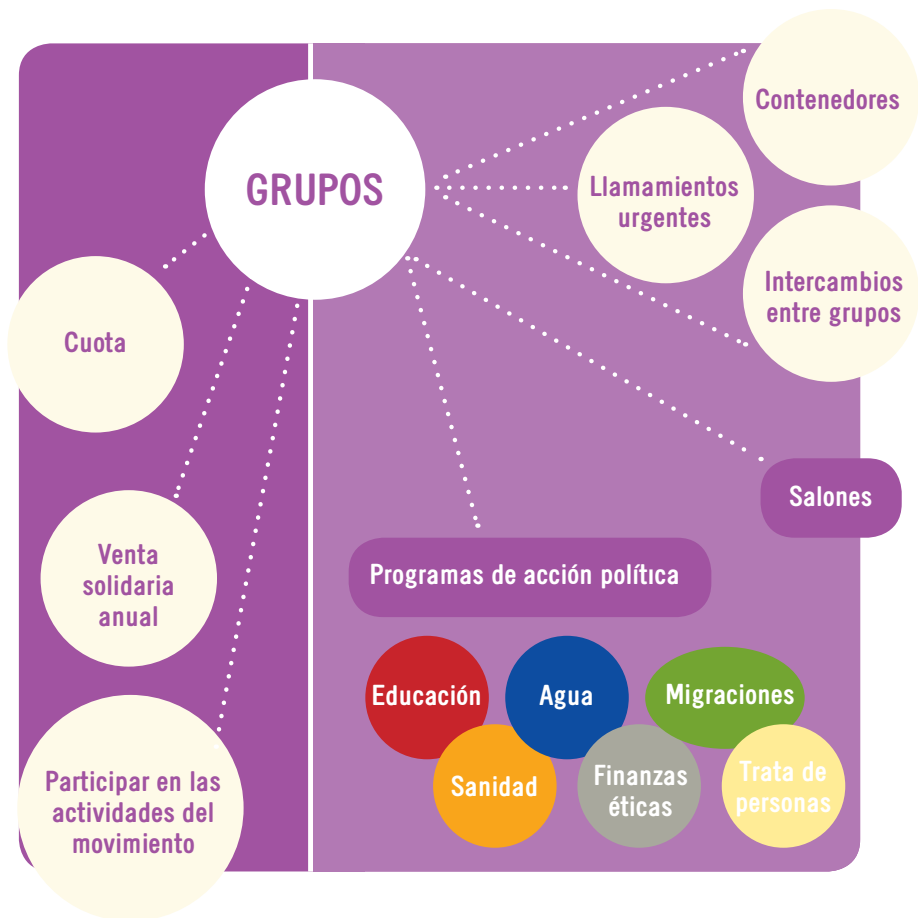 GRUPOS
Cuota
Venta
solidaria
anual
Participar en las
actividades del
movimiento
Contenedores
Llamamientos
urgentes
Intercambios
entre grupos
Salones
Programas de acción política
Educación
Agua
Migraciones
Sanidad
Finanzas
éticas
Trata de
personas